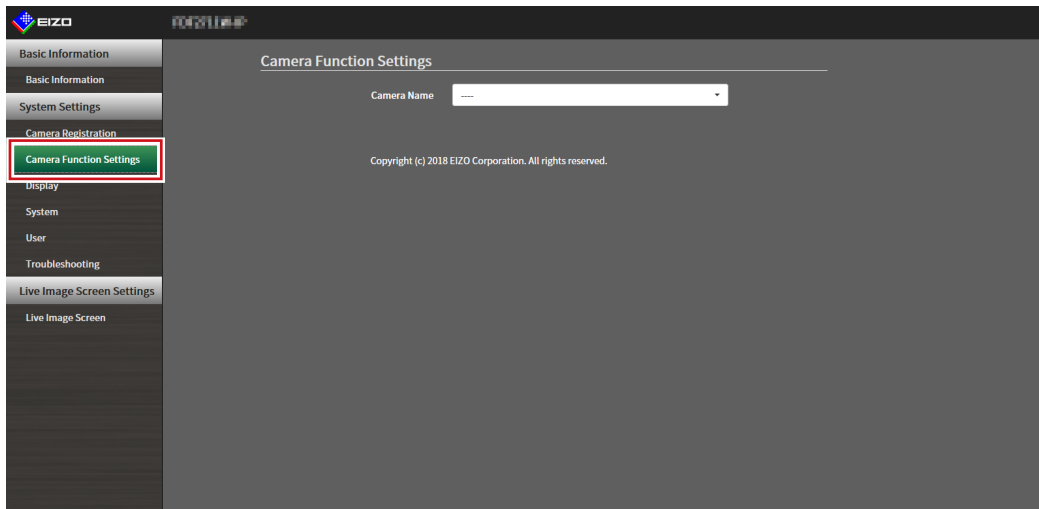 EIZO
Basic Information
Basic Information
System Settings
Camera Registration
Camera Function Settings
Display
System
User
Troubleshooting
Live Image Screen Settings
Live Image Screen
Camera Function Settings
Camera Name
----
Copyright (c) 2018 EIZO Corporation. All rights reserved.